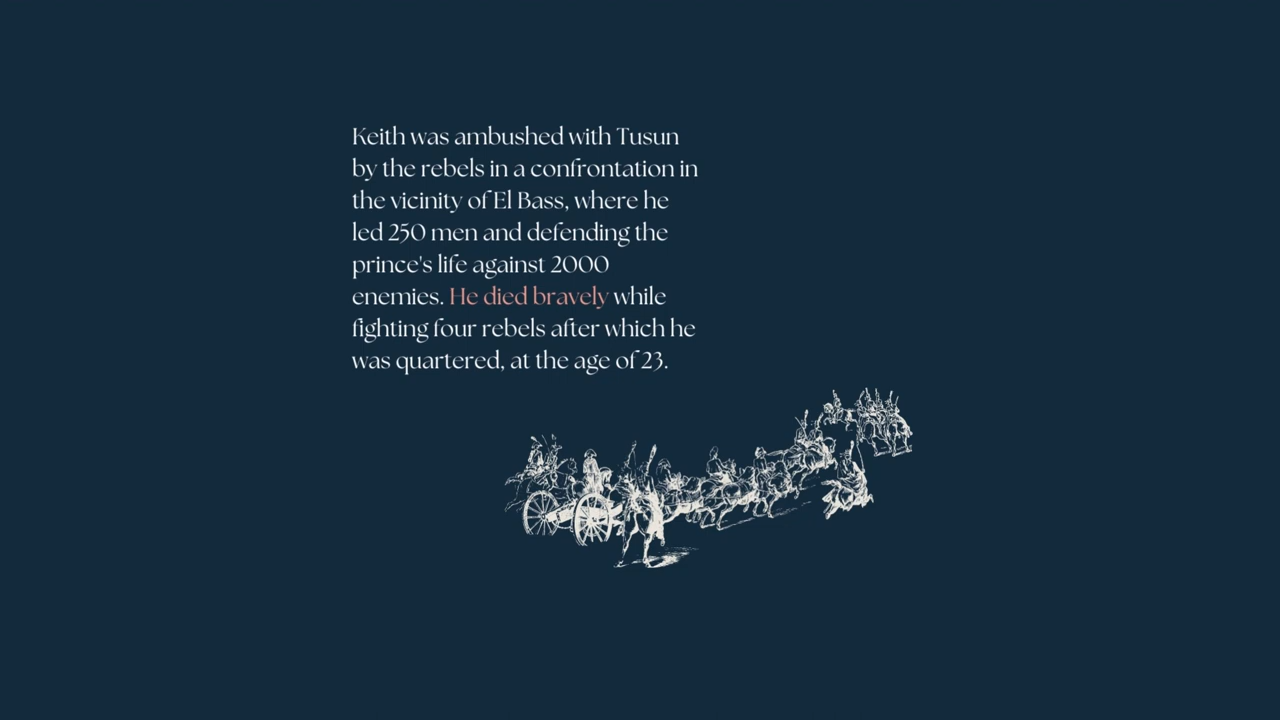 Keith was ambushed with Tusun
by the rebels in a confrontation in
the vicinity of El Bass, where he
led 250 men and defending the
prince's life against 2000
enemies. He died bravely while
fighting four rebels after which he
was quartered, at the age of 23.